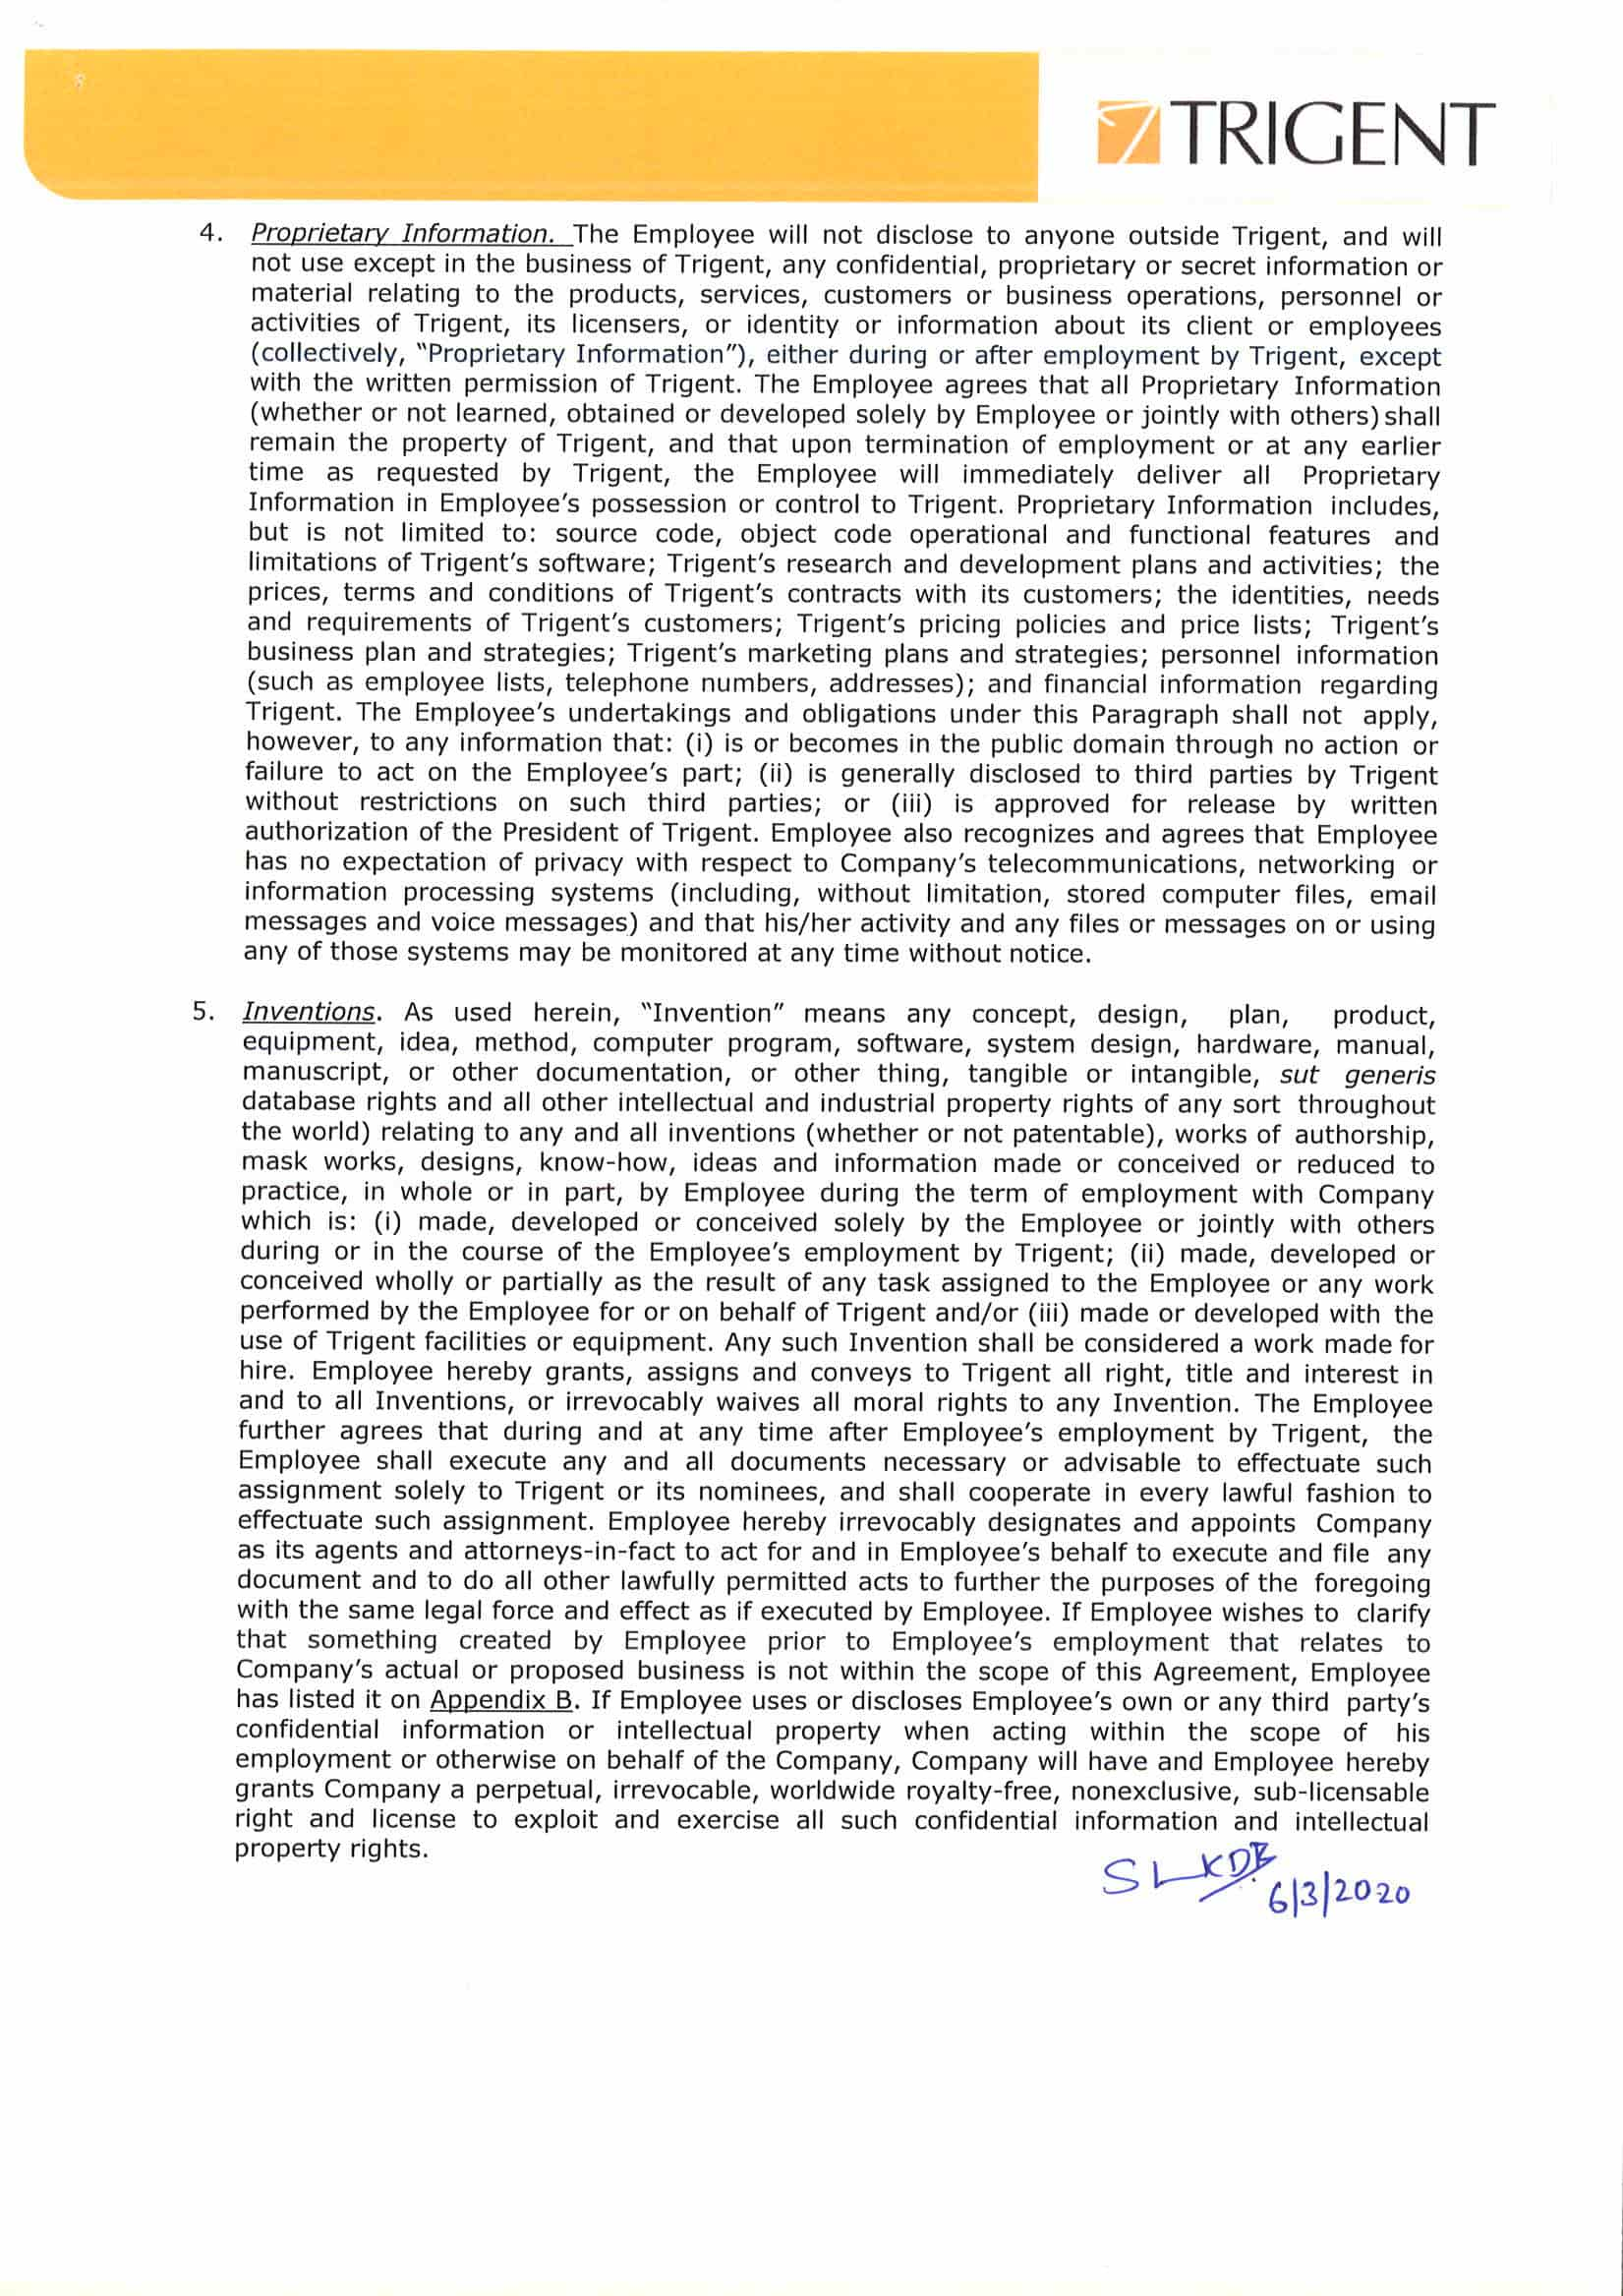 TRIGENT
4. Proprietary Information. The Employee will not disclose to anyone outside Trigent, and will
not use except in the business of Trigent, any confidential, proprietary or secret information or
material relating to the products, services, customers or business operations, personnel or
activities of Trigent, its licensers, or identity or information about its client or employees
(collectively, "Proprietary Information"), either during or after employment by Trigent, except
with the written permission of Trigent. The Employee agrees that all Proprietary Information
(whether or not learned, obtained or developed solely by Employee or jointly with others) shall
remain the property of Trigent, and that upon termination of employment or at any earlier
time as requested by Trigent, the Employee will immediately deliver all Proprietary
Information in Employee's possession or control to Trigent. Proprietary Information includes,
but is not limited to: source code, object code operational and functional features and
limitations of Trigent's software; Trigent's research and development plans and activities; the
prices, terms and conditions of Trigent's contracts with its customers; the identities, needs
and requirements of Trigent's customers; Trigent's pricing policies and price lists; Trigent's
business plan and strategies; Trigent's marketing plans and strategies; personnel information
(such as employee lists, telephone numbers, addresses); and financial information regarding
Trigent. The Employee's undertakings and obligations under this Paragraph shall not apply,
however, to any information that: (i) is or becomes in the public domain through no action or
failure to act on the Employee's part; (ii) is generally disclosed to third parties by Trigent
without restrictions on such third parties; or (iii) is approved for release by written
authorization of the President of Trigent. Employee also recognizes and agrees that Employee
has no expectation of privacy with respect to Company's telecommunications, networking or
information processing systems (including, without limitation, stored computer files, email
messages and voice messages) and that his/her activity and any files or messages on or using
any of those systems may be monitored at any time without notice.
5. Inventions. As used herein, "Invention" means any concept, design, plan, product,
equipment, idea, method, computer program, software, system design, hardware, manual,
manuscript, or other documentation, or other thing, tangible or intangible, sut generis
database rights and all other intellectual and industrial property rights of any sort throughout
the world) relating to any and all inventions (whether or not patentable), works of authorship,
mask works, designs, know-how, ideas and information made or conceived or reduced to
practice, in whole or in part, by Employee during the term of employment with Company
which is: (i) made, developed or conceived solely by the Employee or jointly with others
during or in the course of the Employee's employment by Trigent; (ii) made, developed or
conceived wholly or partially as the result of any task assigned to the Employee or any work
performed by the Employee for or on behalf of Trigent and/or (iii) made or developed with the
use of Trigent facilities or equipment. Any such Invention shall be considered a work made for
hire. Employee hereby grants, assigns and conveys to Trigent all right, title and interest in
and to all Inventions, or irrevocably waives all moral rights to any Invention. The Employee
further agrees that during and at any time after Employee's employment by Trigent, the
Employee shall execute any and all documents necessary or advisable to effectuate such
assignment solely to Trigent or its nominees, and shall cooperate in every lawful fashion to
effectuate such assignment. Employee hereby irrevocably designates and appoints Company
as its agents and attorneys-in-fact to act for and in Employee's behalf to execute and file any
document and to do all other lawfully permitted acts to further the purposes of the foregoing
with the same legal force and effect as if executed by Employee. If Employee wishes to clarify
that something created by Employee prior to Employee's employment that relates to
Company's actual or proposed business is not within the scope of this Agreement, Employee
has listed it on Appendix B. If Employee uses or discloses Employee's own or any third party's
confidential information or intellectual property when acting within the scope of his
employment or otherwise on behalf of the Company, Company will have and Employee hereby
grants Company a perpetual, irrevocable, worldwide royalty-free, nonexclusive, sub-licensable
right and license to exploit and exercise all such confidential information and intellectual
property rights.
6/3/2020